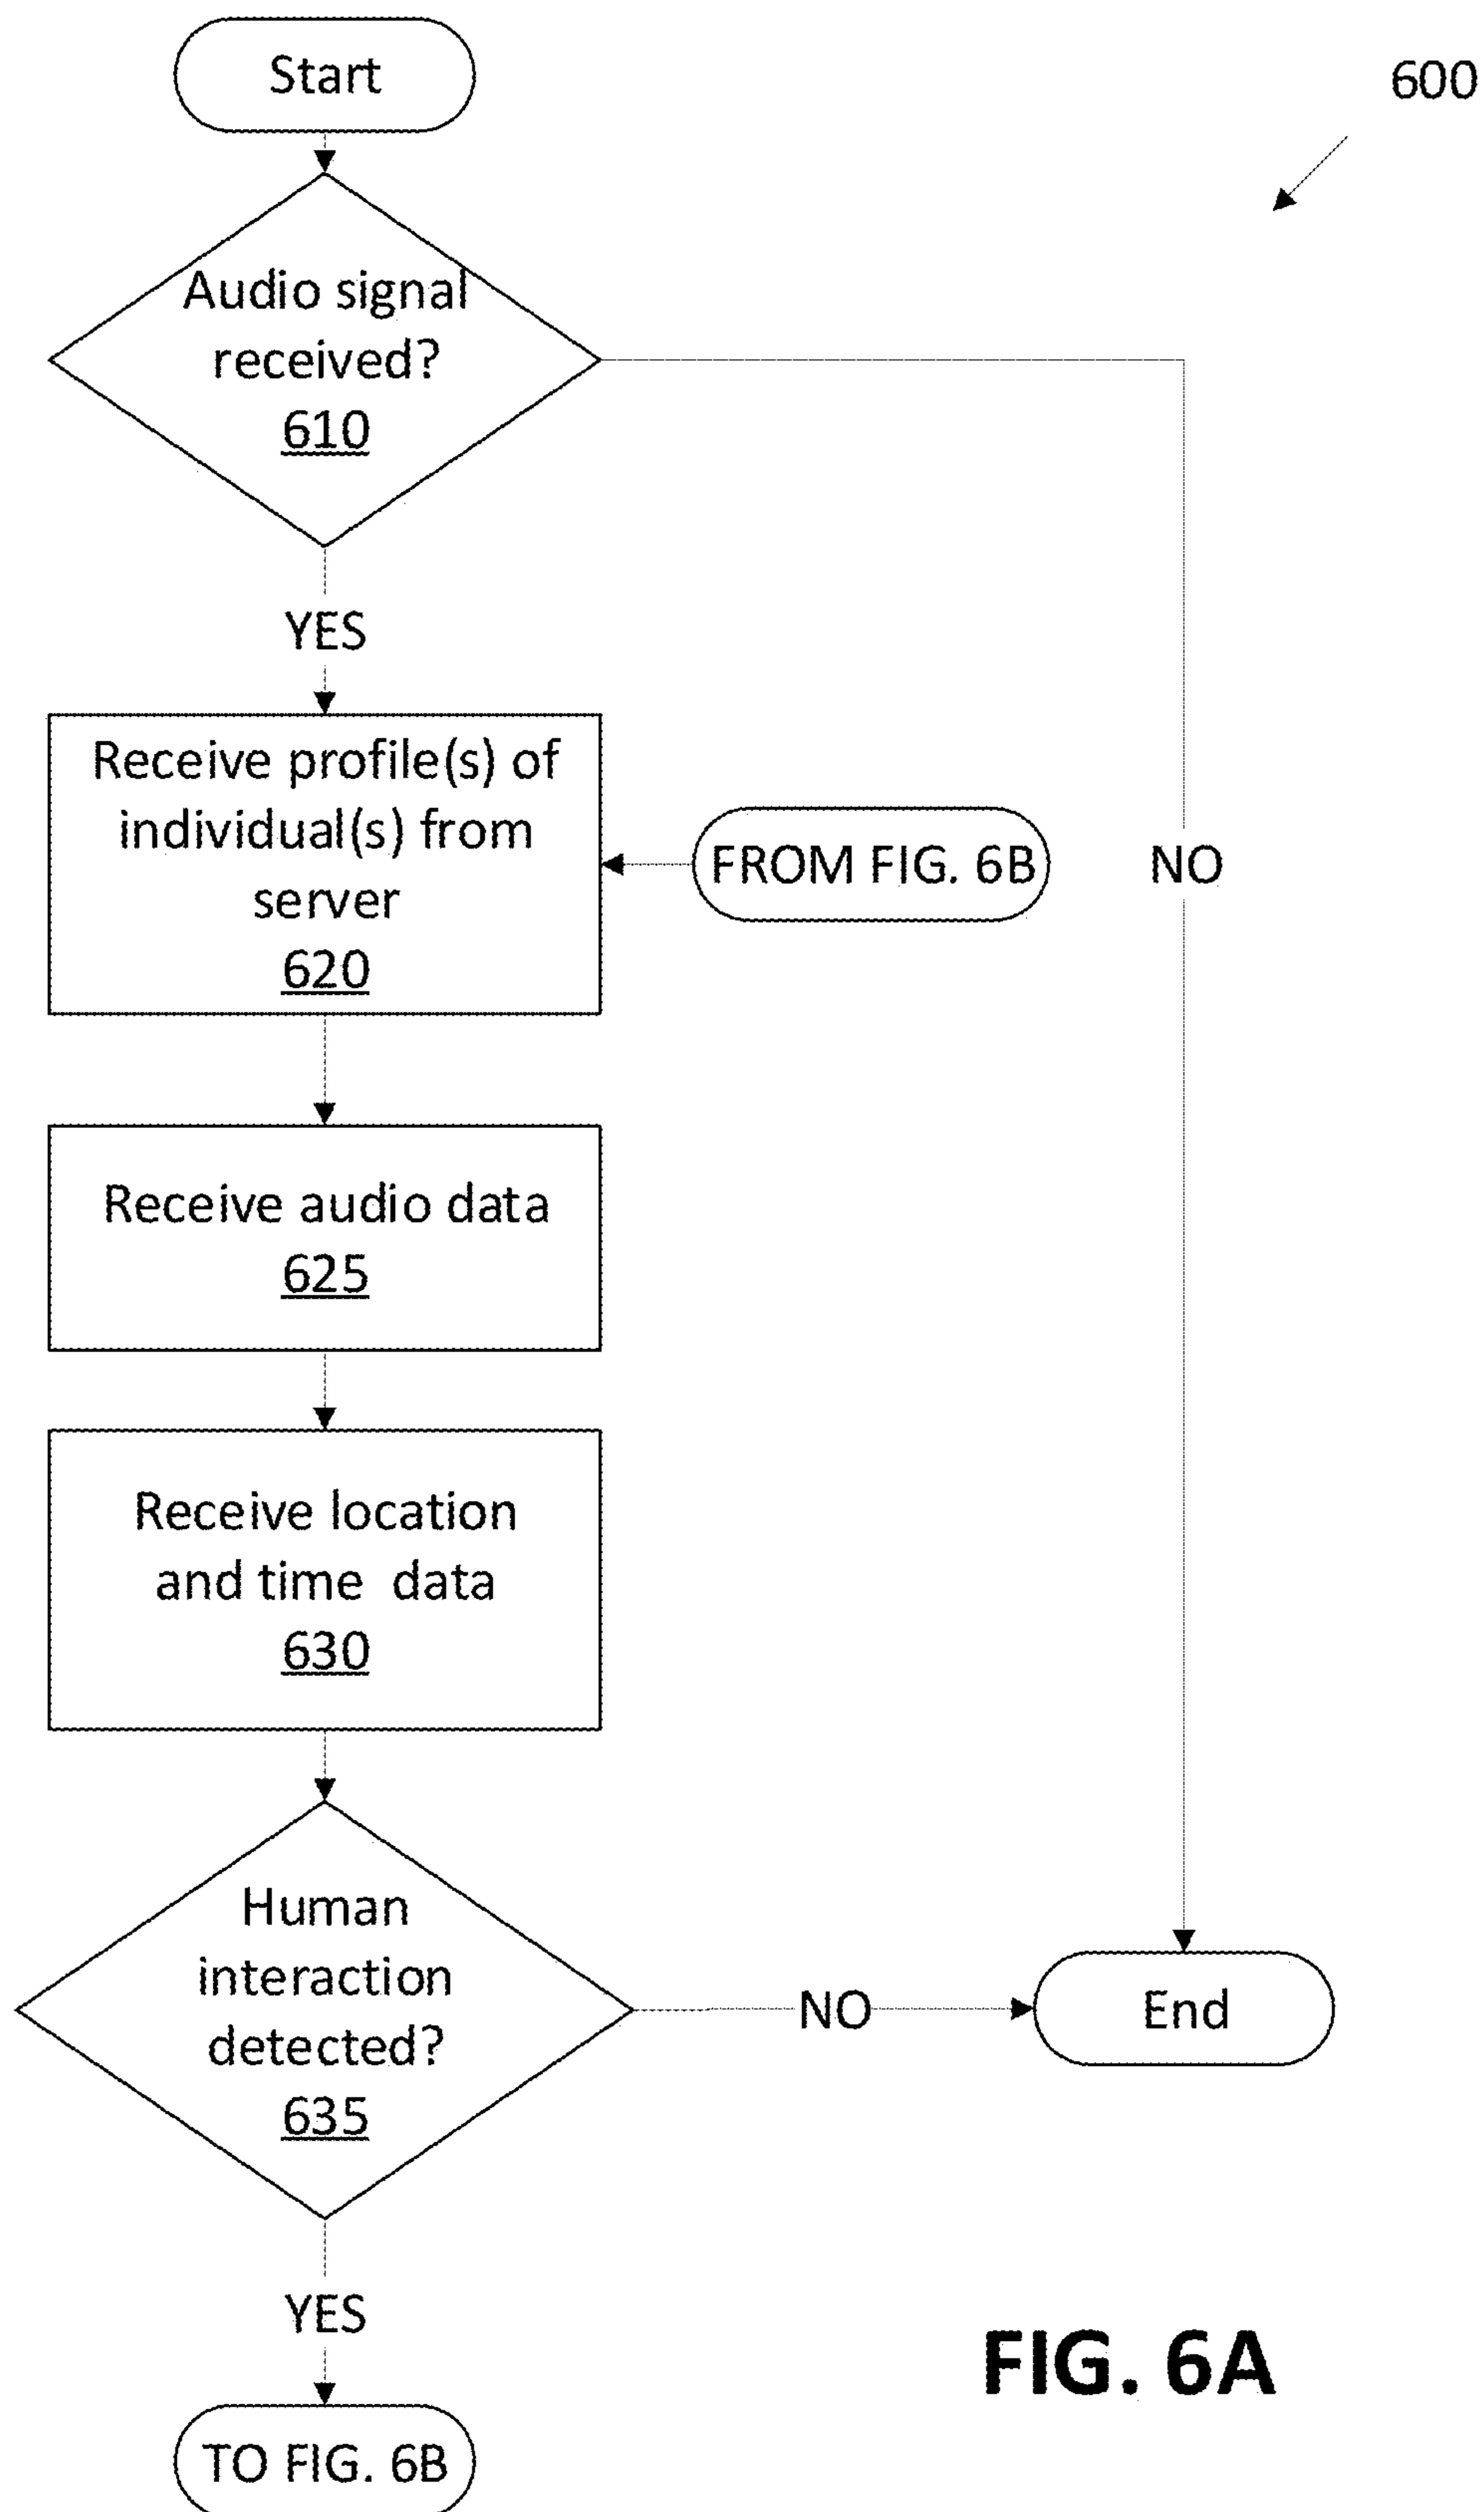 Start
600
Audio signal
received?
610
YES
Receive profile(s) of
individual(s) from
server
620
FROM FIG. 6B
NO
Receive audio data
625
Receive location
and time data
630
Human
interaction
detected?
635
NO
End
YES
TO FIG. 6B
FIG. 6A